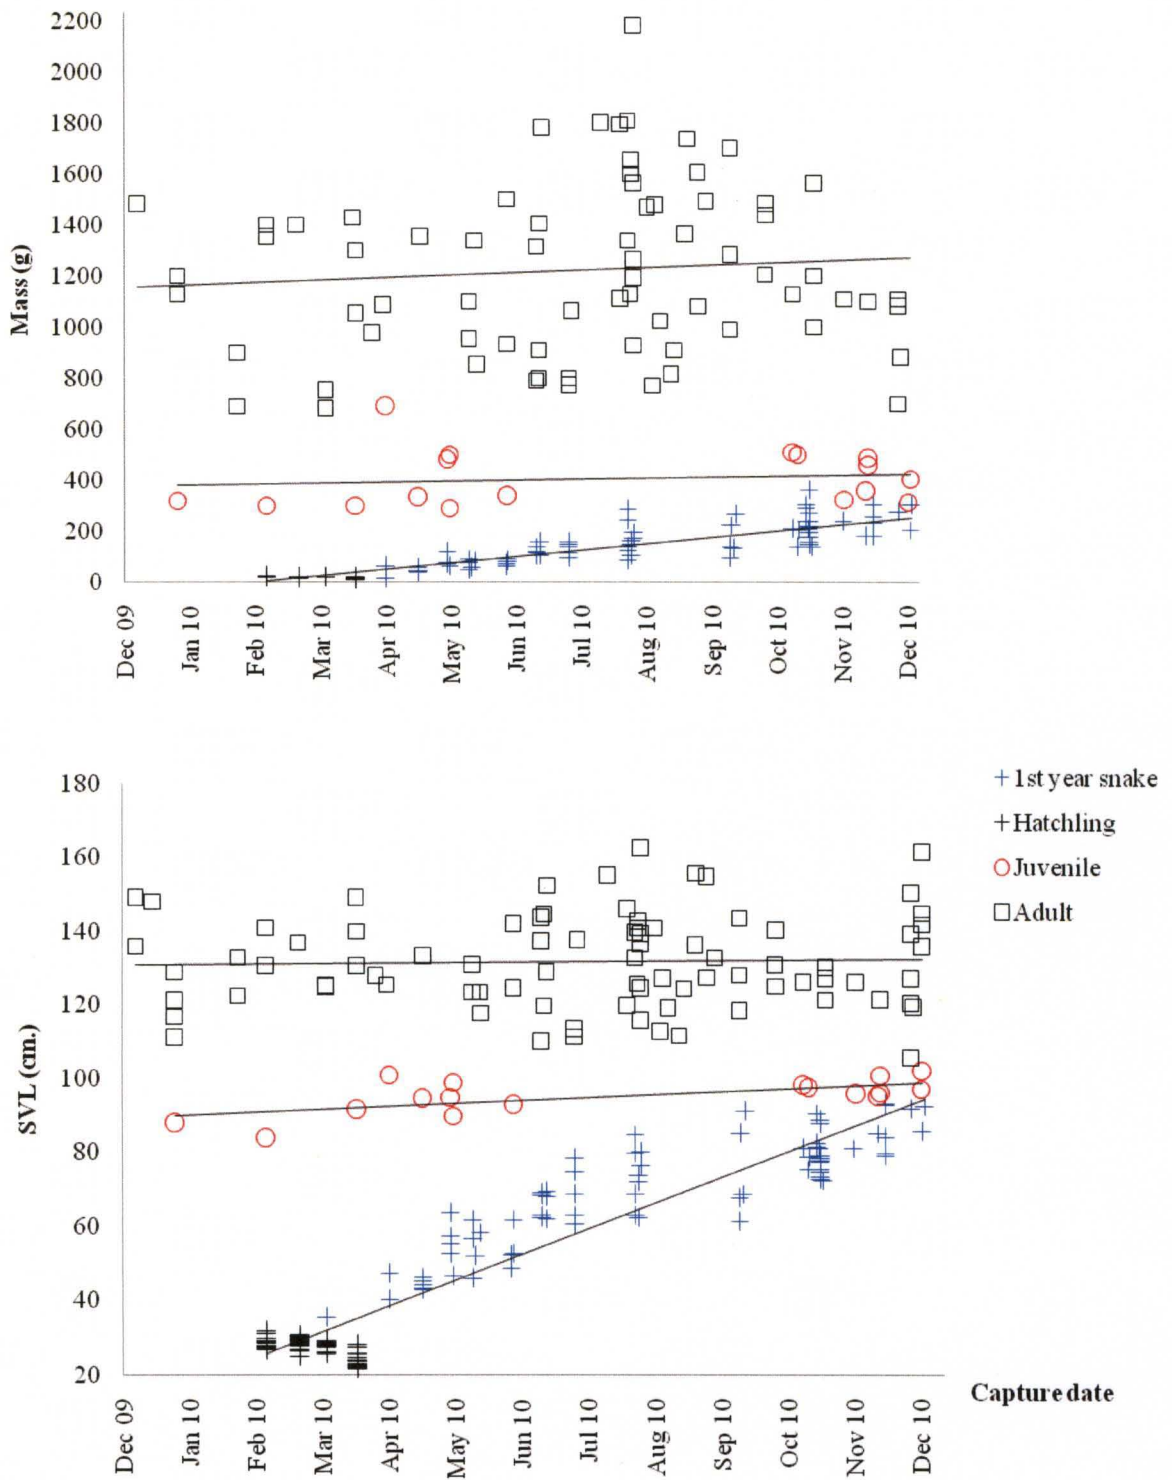 2200
2000
1800
1600
1400
1200
1000
800
600
400
200
0
Mass (g)
Dec 09
Jan 10
Feb 10
Mar 10
Apr 10
May 10
Jun 10
Jul 10
Aug 10
Sep 10
Oct 10
Nov 10
Dec 10
180
160
140
120
100
80
60
40
20
SVL (cm.)
1st year snake
Hatchling
Juvenile
Adult
Dec 09
Jan 10
Feb 10
Mar 10
Apr 10
May 10
Jun 10
Jul 10
Aug 10
Sep 10
Oct 10
Nov 10
Dec 10
Capture date